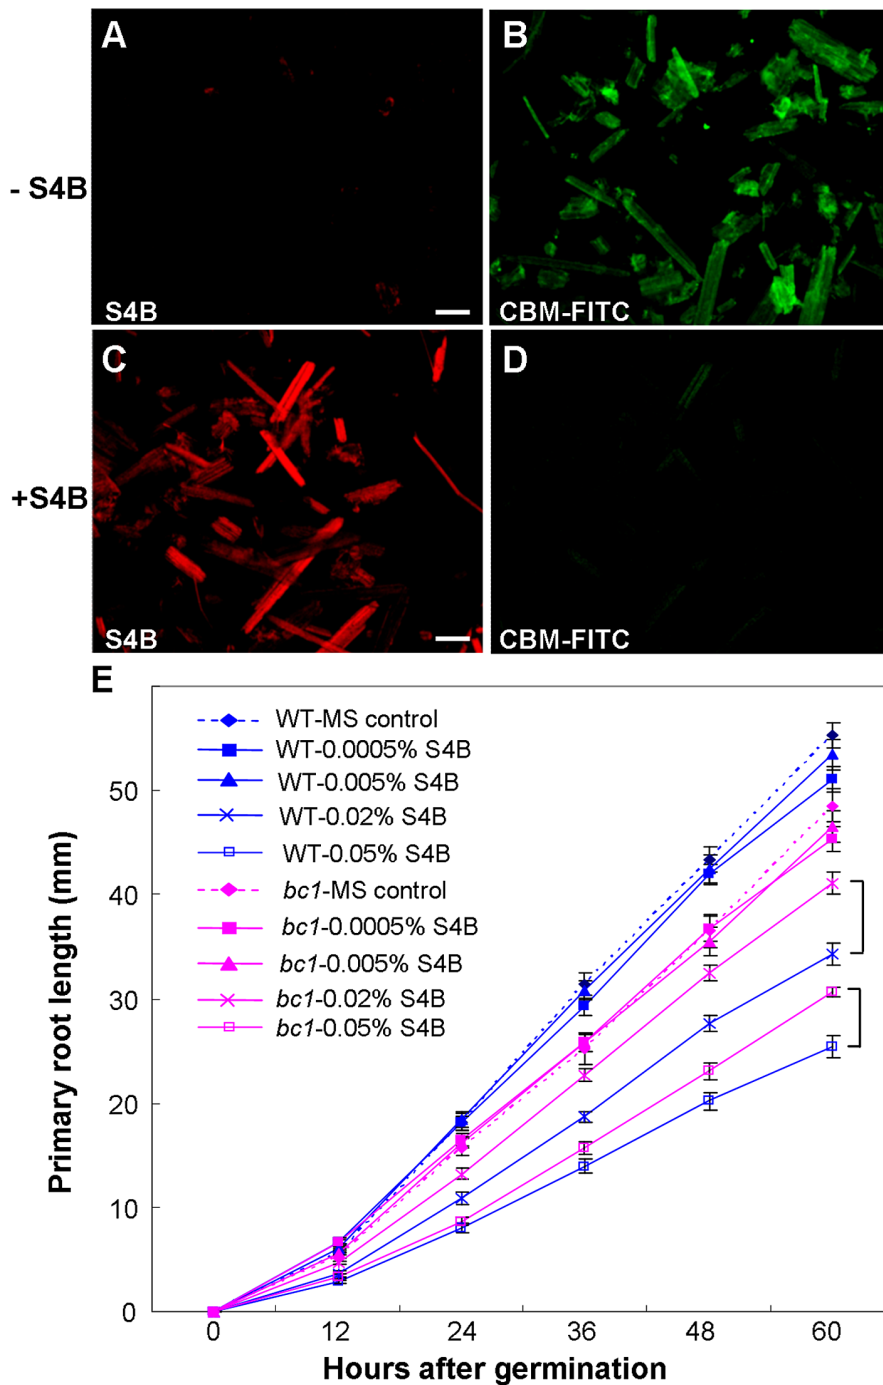 A
B
- S4B
S4B
CBM-FITC
C
D
+S4B
S4B
CBM-FITC
E
WT-MS control
WT-0.0005% S4B
WT-0.005% S4B
WT-0.02% S4B
WT-0.05% S4B
bc1-MS control
bc1-0.0005% S4B
bc1-0.005% S4B
bc1-0.02% S4B
bc1-0.05% S4B
Primary root length (mm)
50
40
30
20
10
0
0 12 24 36 48 60
Hours after germination